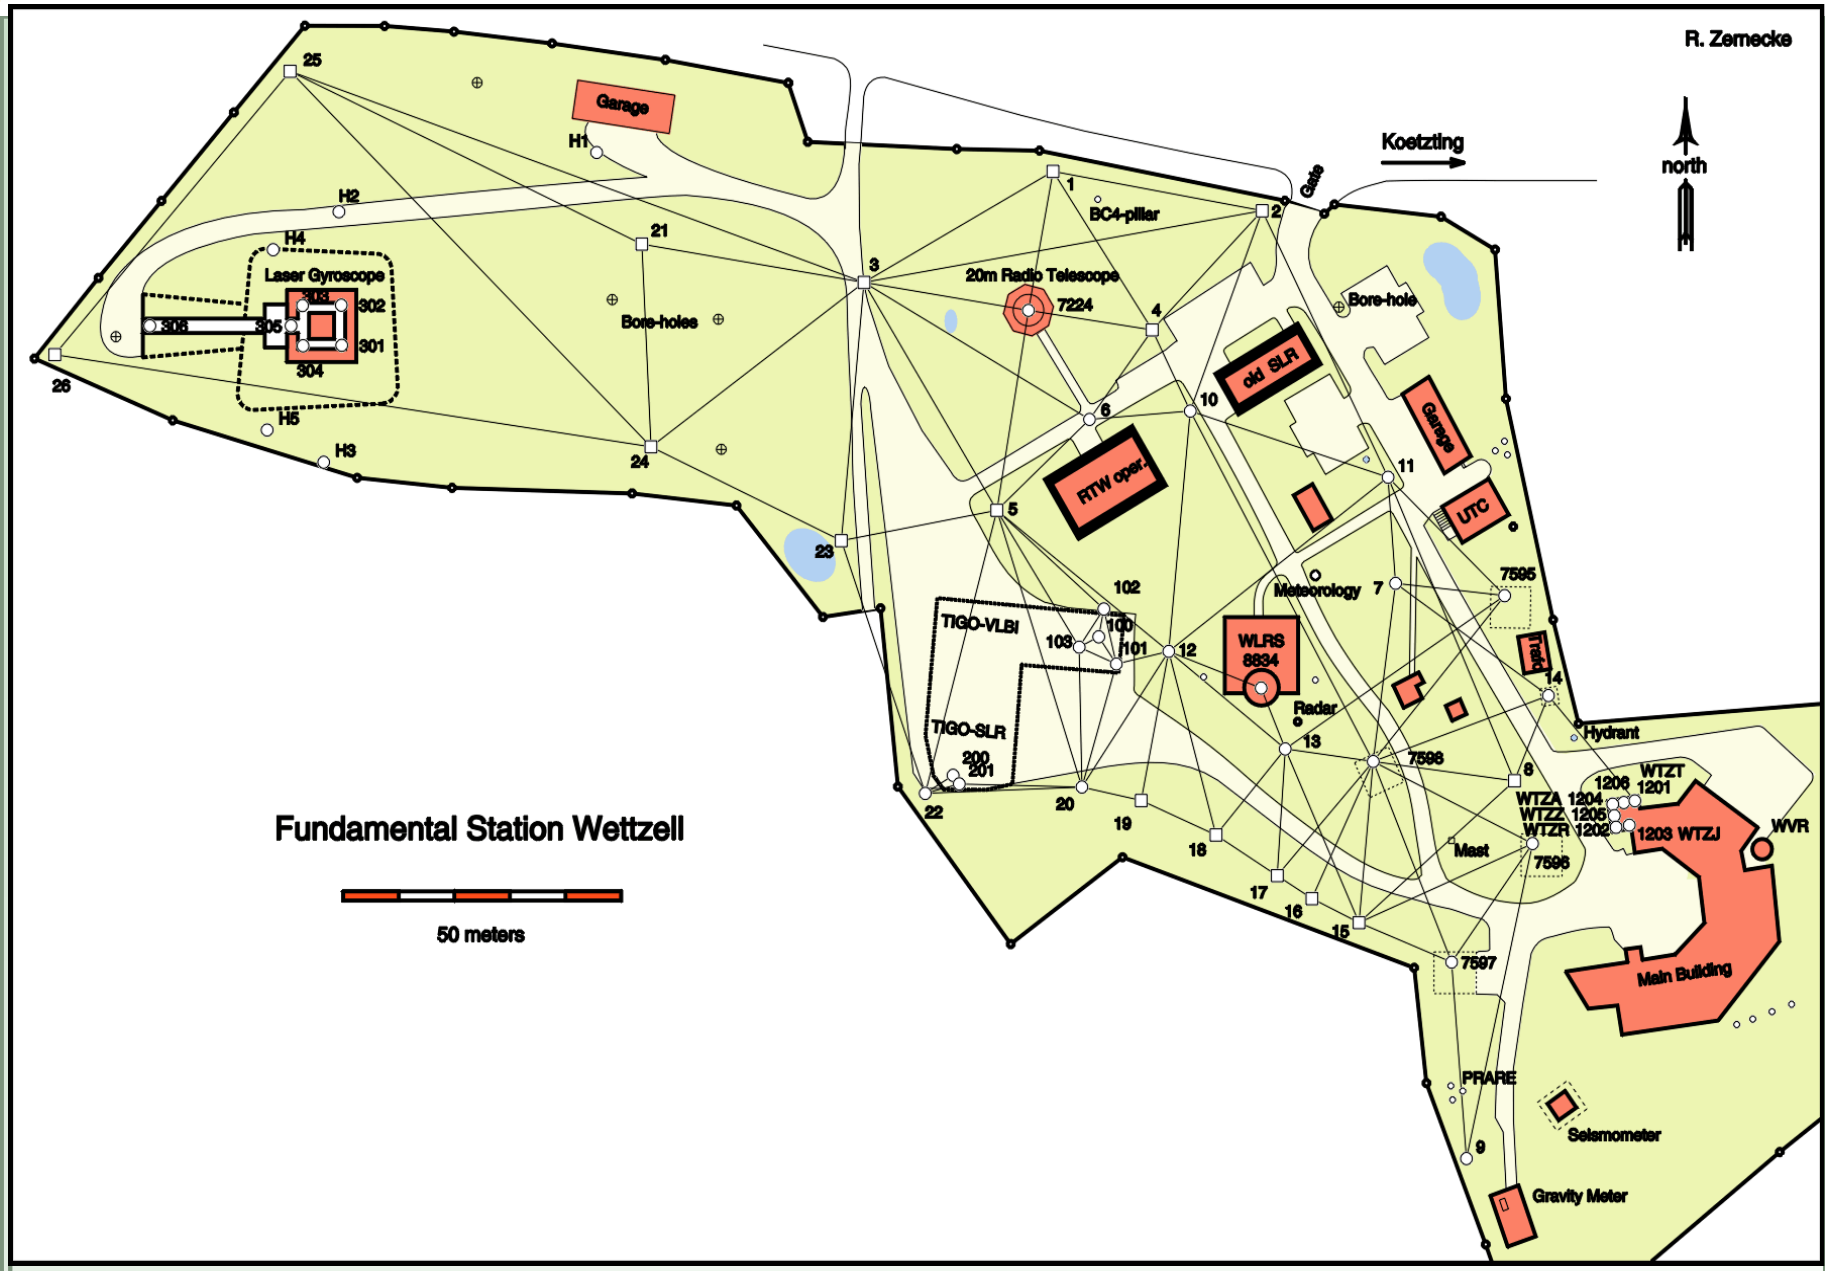 R. Zernecke
25
Garage
H1
Koetzting
north
Gate
1
BC4-pillar
2
H2
H4
21
3
Laser Gyroscope
20m Radio Telescope
303
302
7224
4
Bore-hole
306
305
Bore-holes
301
304
old SLR
26
10
6
Garage
H5
H3
24
11
RTW oper.
5
UTC
23
7595
102
Meteorology
7
TIGO-VLBI
100
103
101
12
WLRS
8834
Trafo
14
Radar
TIGO-SLR
13
Hydrant
200
201
7598
8
WTZT
1206
1201
22
20
19
WTZA 1204
WTZZ 1205
WTZR 1202
1203 WTZJ
WVR
18
Mast
7596
Fundamental Station Wettzell
17
16
15
50 meters
7597
Main Building
PRARE
Seismometer
9
Gravity Meter